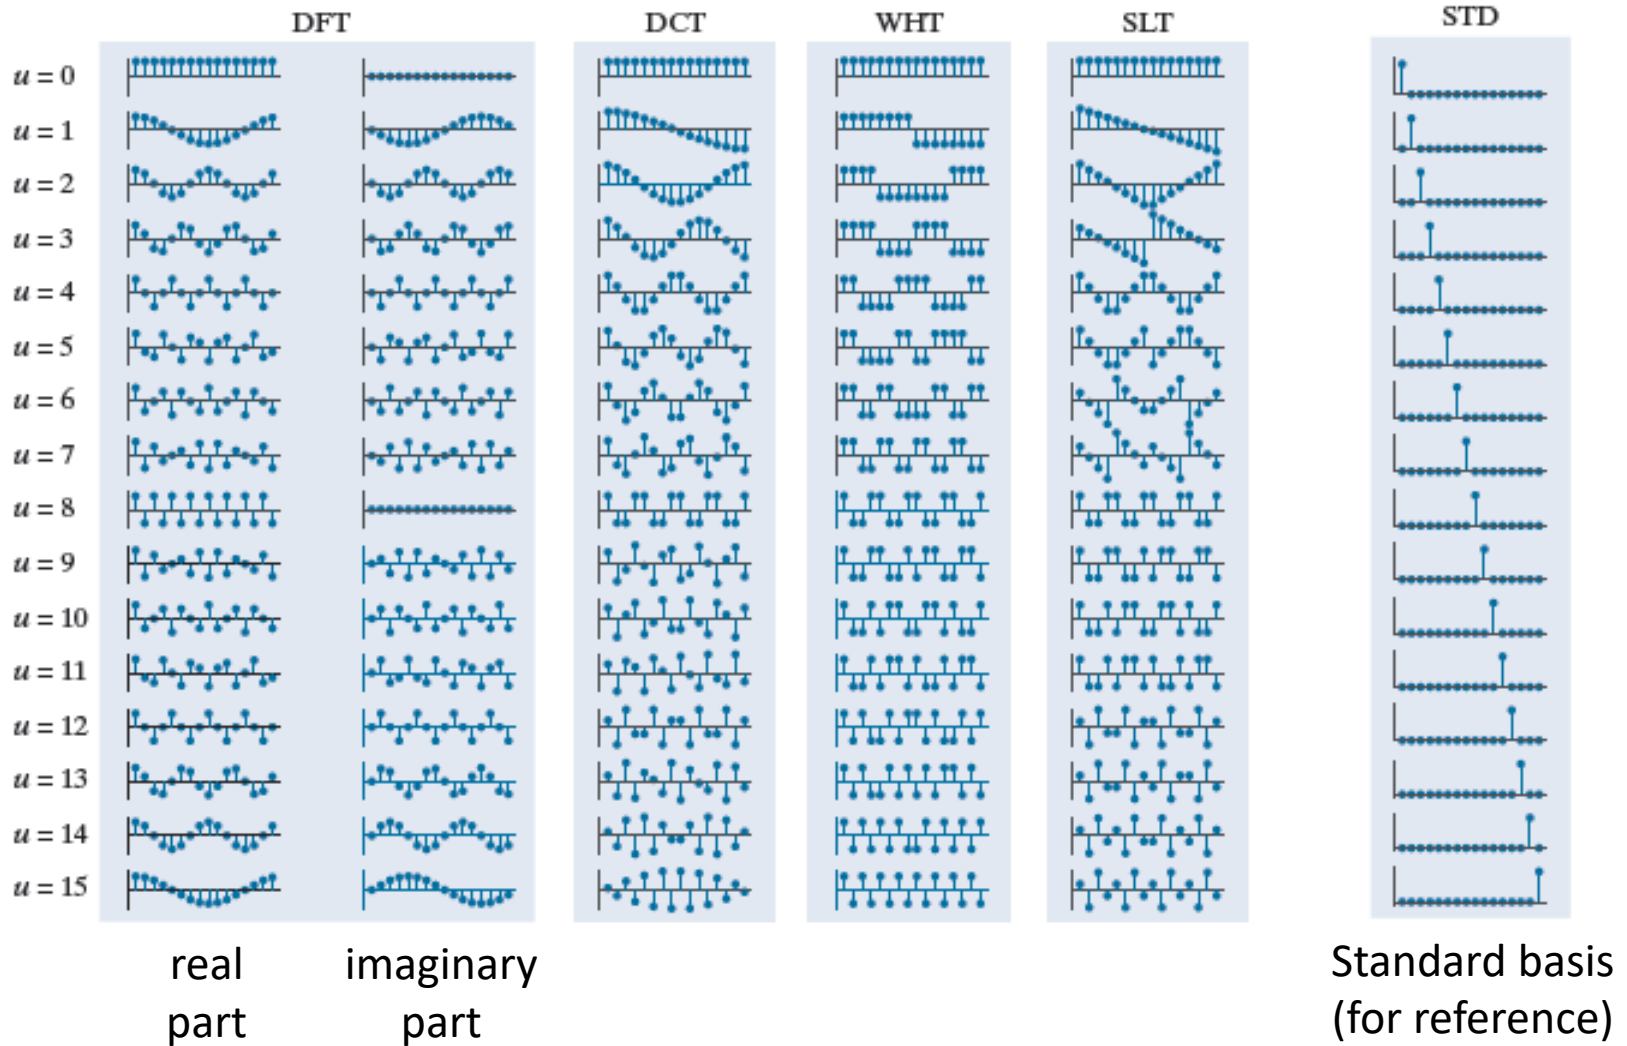 DFT DCT WHT SLT STD
u = 0
u = 1
u = 2
u = 3
u = 4
u = 5
u = 6
u = 7
u = 8
u = 9
u = 10
u = 11
u = 12
u = 13
u = 14
u = 15
real imaginary Standard basis
part part (for reference)